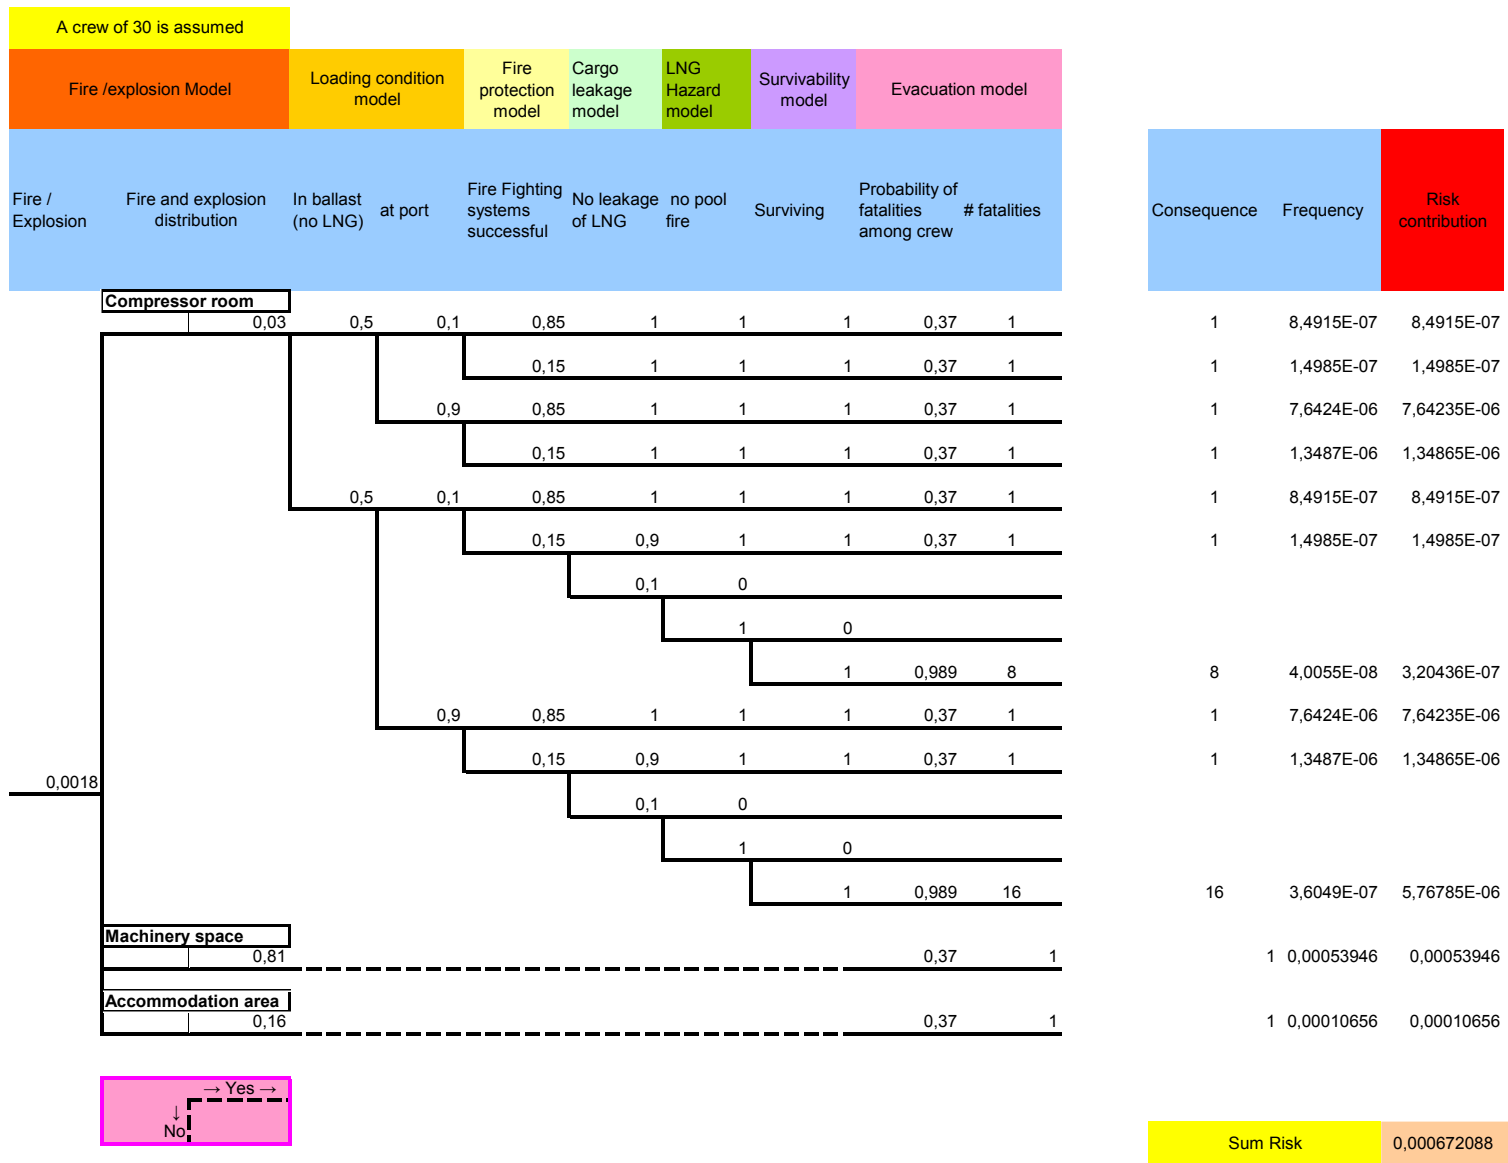 A crew of 30 is assumed
Fire /explosion Model
Loading condition
model
Fire
protection
model
Cargo
leakage
model
LNG
Hazard
model
Survivability
model
Evacuation model
Fire /
Explosion
Fire and explosion
distribution
In ballast
(no LNG)
at port
Fire Fighting
systems
successful
No leakage
of LNG
no pool
fire
Surviving
Probability of
fatalities
among crew
# fatalities
Consequence
Frequency
Risk
contribution
Compressor room
0,03 0,5 0,1 0,85 1 1 1 0,37 1 1 8,4915E-07 8,4915E-07
0,15 1 1 1 0,37 1 1 1,4985E-07 1,4985E-07
0,9 0,85 1 1 1 0,37 1 1 7,6424E-06 7,64235E-06
0,15 1 1 1 0,37 1 1 1,3487E-06 1,34865E-06
0,5 0,1 0,85 1 1 1 0,37 1 1 8,4915E-07 8,4915E-07
0,15 0,9 1 1 0,37 1 1 1,4985E-07 1,4985E-07
0,1 0
1 0
1 0,989 8 8 4,0055E-08 3,20436E-07
0,9 0,85 1 1 1 0,37 1 1 7,6424E-06 7,64235E-06
0,15 0,9 1 1 0,37 1 1 1,3487E-06 1,34865E-06
0,0018
0,1 0
1 0
1 0,989 16 16 3,6049E-07 5,76785E-06
Machinery space
0,81 0,37 1 1 0,00053946 0,00053946
Accommodation area
0,16 0,37 1 1 0,00010656 0,00010656
→ Yes →
↓
No
Sum Risk 0,000672088